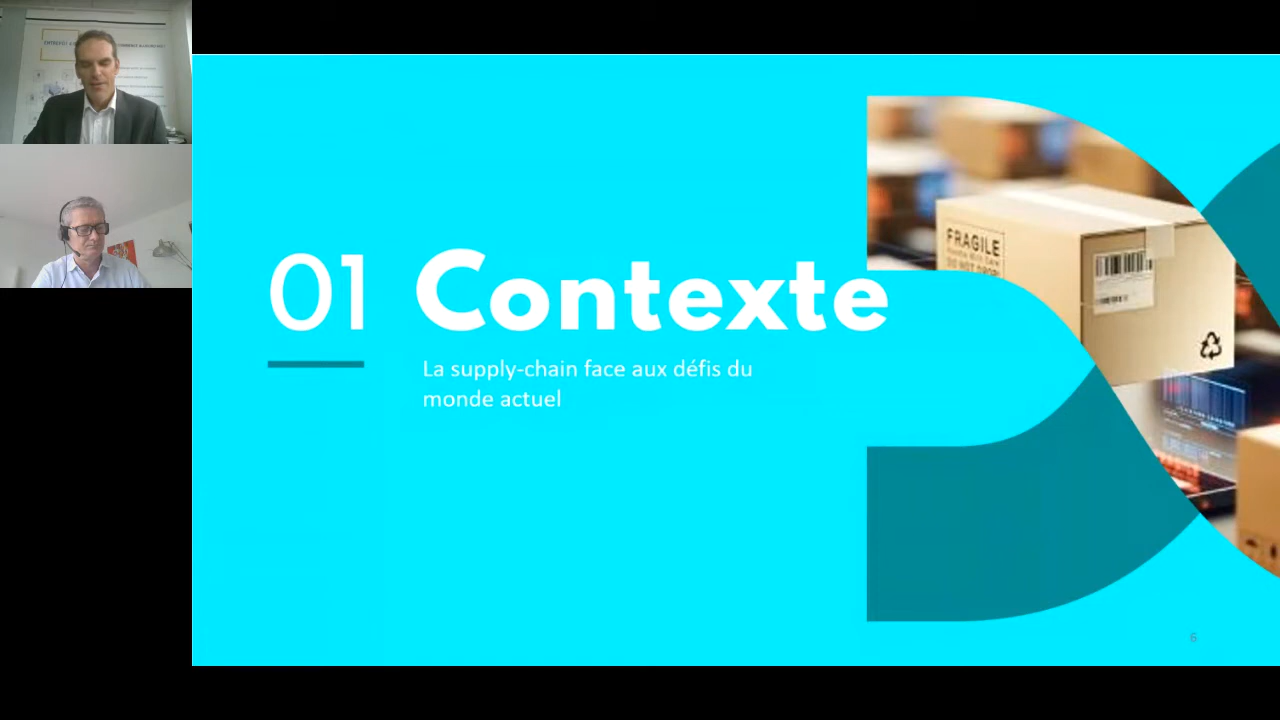 01 Contexte
La supply-chain face aux défis du
monde actuel
FRAGILE
6